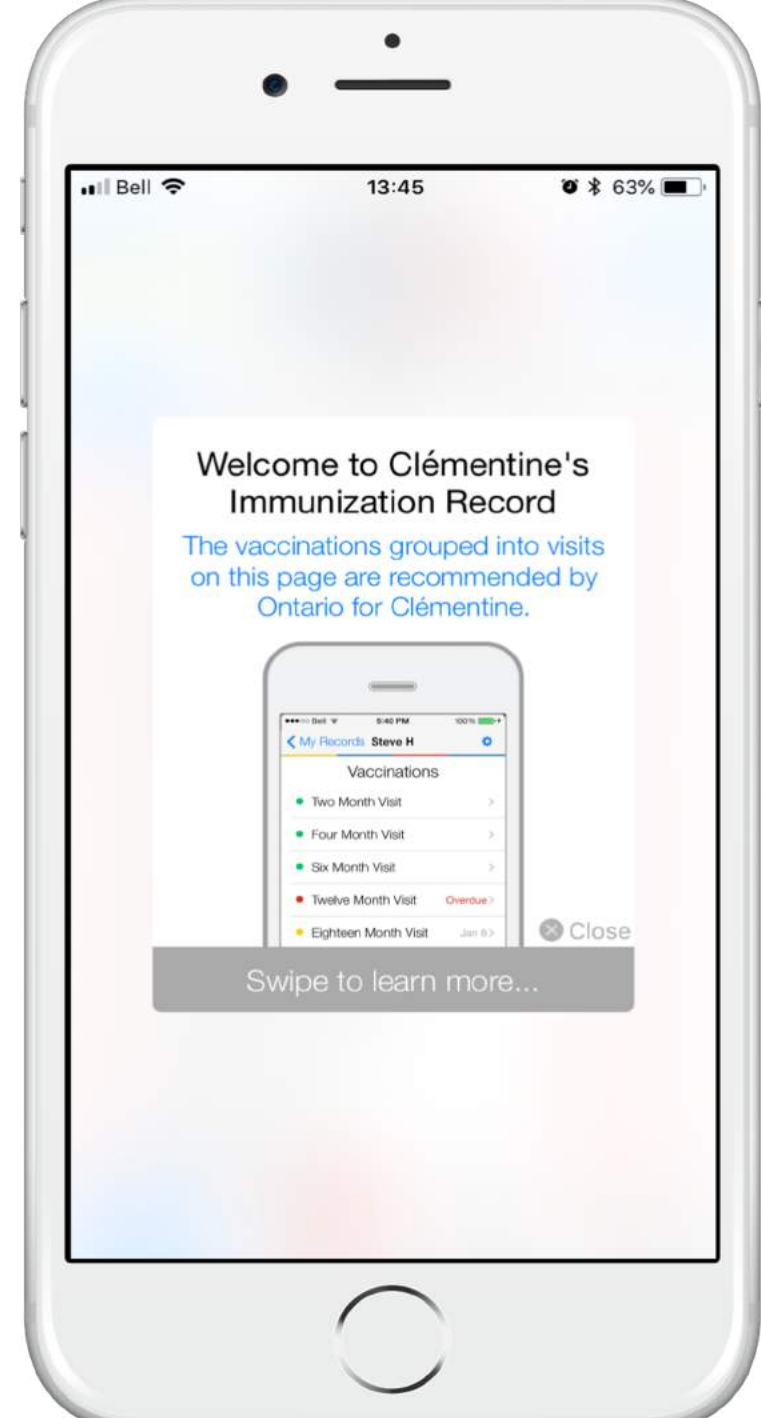 Bell 13:45 63%
Welcome to Clémentine's
Immunization Record
The vaccinations grouped into visits
on this page are recommended by
Ontario for Clémentine.
Bell 5:40 PM 100%
My Records Steve H
Vaccinations
Two Month Visit
Four Month Visit
Six Month Visit
Twelve Month Visit Overdue
Eighteen Month Visit Jan 6
Close
Swipe to learn more...